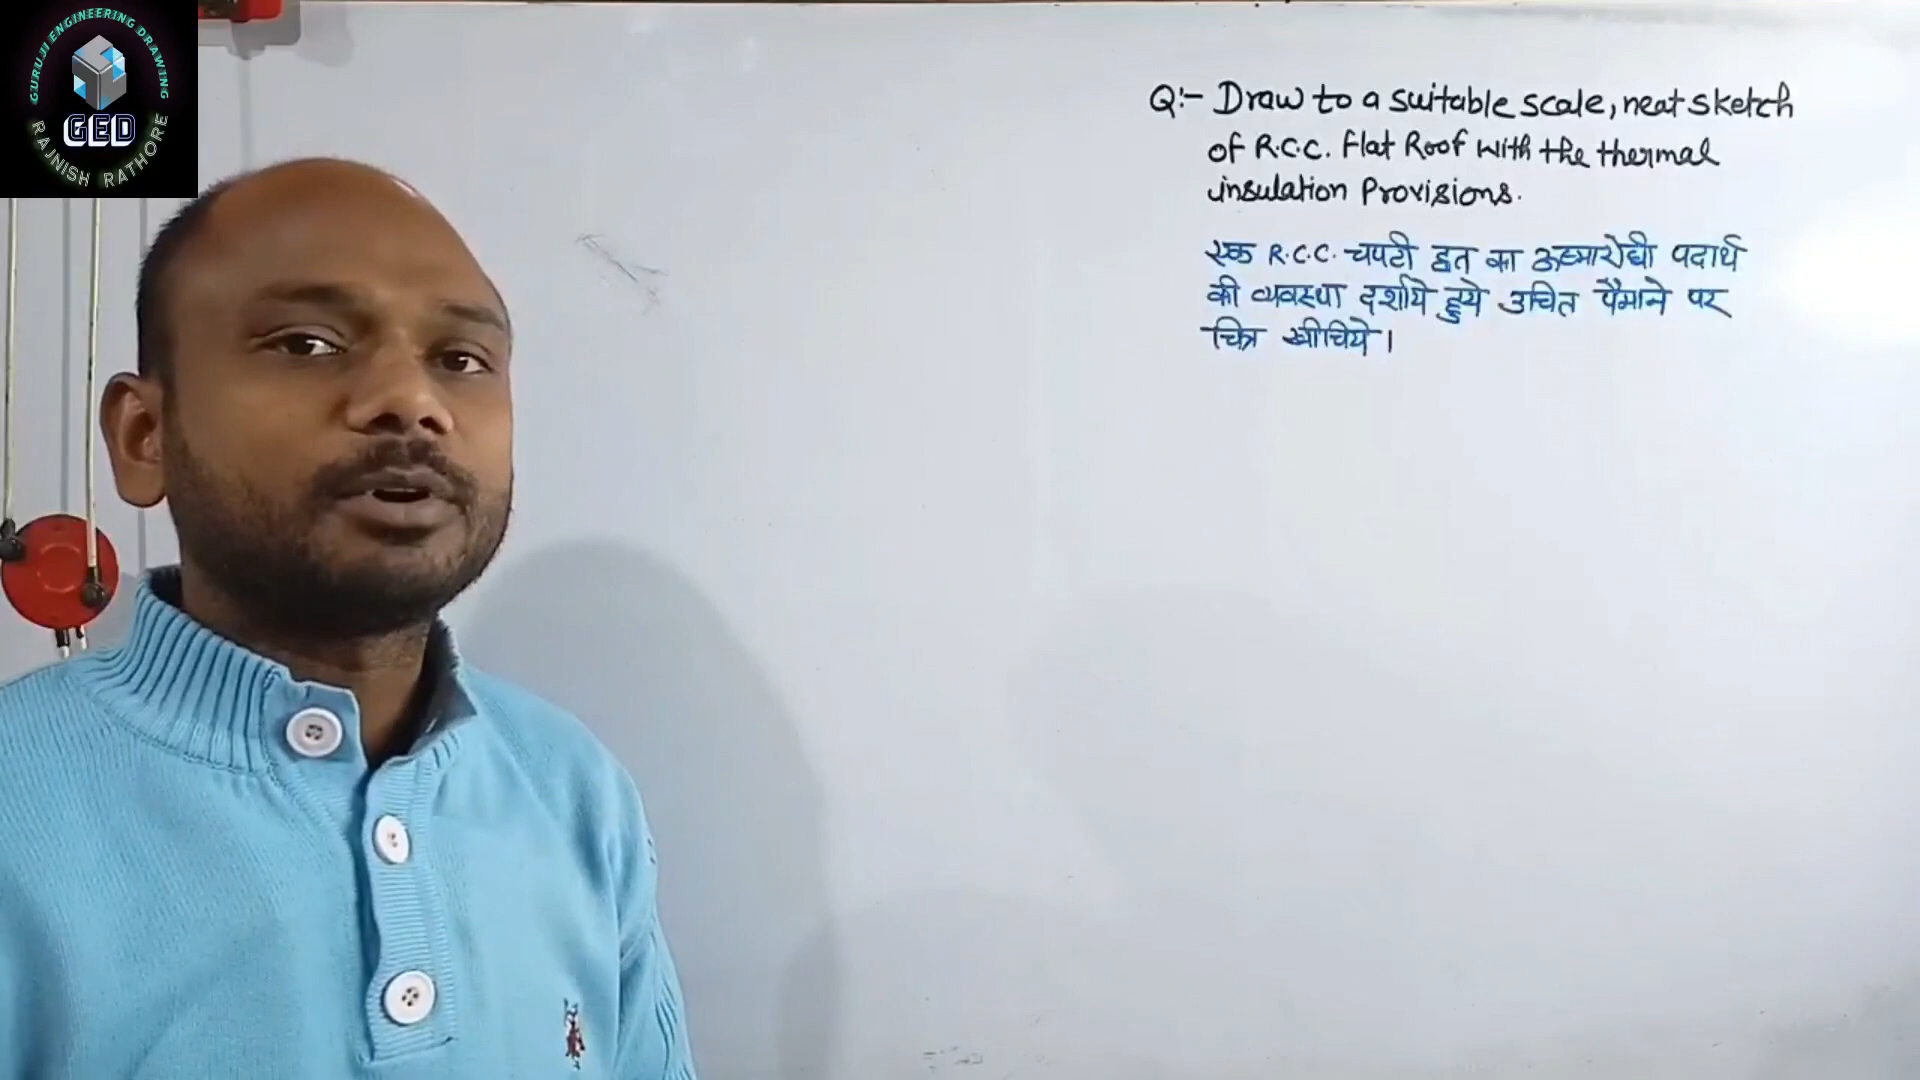 GURUJI ENGINEERING DRAWING
GED
RAJNISH RATHORE
Q:- Draw to a suitable scale, neat sketch
of R.C.C. Flat Roof with the thermal
insulation Provisions.
एक R.C.C. चपटी छत का ऊष्मारोधी पदार्थ
की व्यवस्था दर्शाये हुये उचित पैमाने पर
चित्र खीचिये।